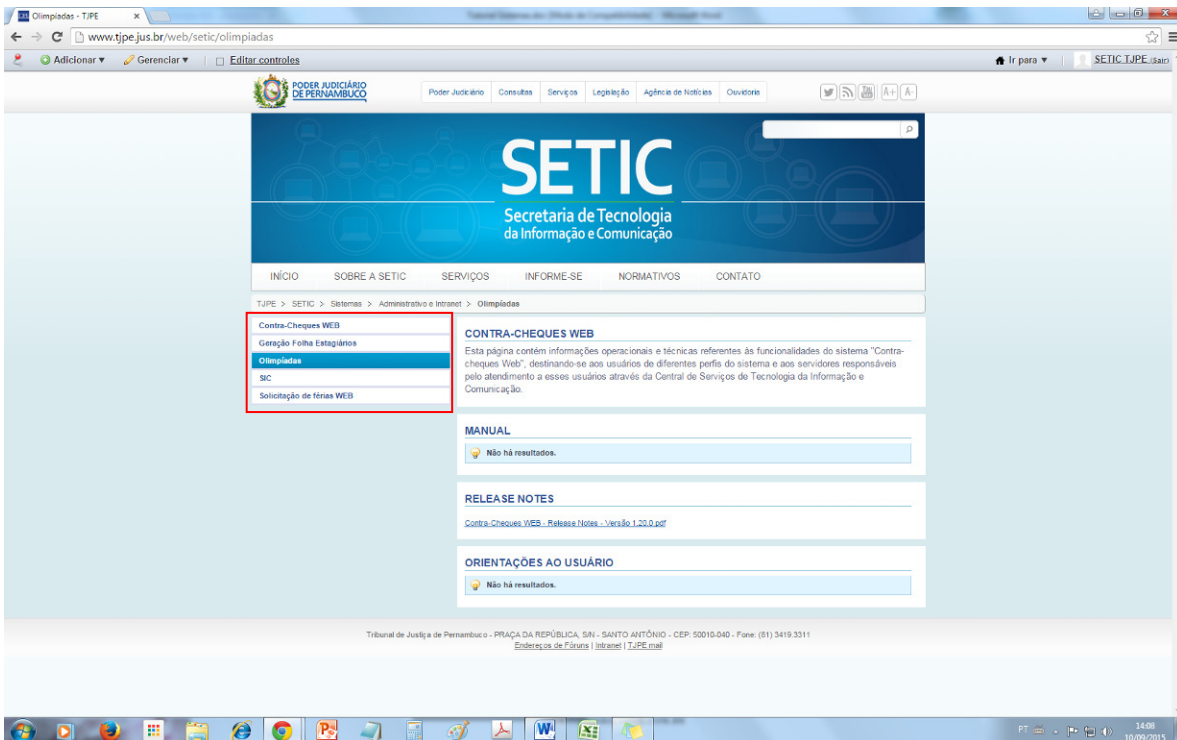 Olimpíadas - TJPE
Tutorial Sistemas.doc [Modo de Compatibilidade] - Microsoft Word
www.tjpe.jus.br/web/setic/olimpiadas
Adicionar Gerenciar Editar controles Ir para SETIC TJPE (Sair)
PODER JUDICIÁRIO
DE PERNAMBUCO
Poder Judiciário Consultas Serviços Legislação Agência de Notícias Ouvidoria A+ A-
SETIC
Secretaria de Tecnologia
da Informação e Comunicação
INÍCIO SOBRE A SETIC SERVIÇOS INFORME-SE NORMATIVOS CONTATO
TJPE > SETIC > Sistemas > Administrativo e Intranet > Olimpíadas
Contra-Cheques WEB
Geração Folha Estagiários
Olimpíadas
SIC
Solicitação de férias WEB
CONTRA-CHEQUES WEB
Esta página contém informações operacionais e técnicas referentes às funcionalidades do sistema "Contra-
cheques Web", destinando-se aos usuários de diferentes perfis do sistema e aos servidores responsáveis
pelo atendimento a esses usuários através da Central de Serviços de Tecnologia da Informação e
Comunicação.
MANUAL
Não há resultados.
RELEASE NOTES
Contra-Cheques WEB - Release Notes - Versão 1.20.0.pdf
ORIENTAÇÕES AO USUÁRIO
Não há resultados.
Tribunal de Justiça de Pernambuco - PRAÇA DA REPÚBLICA, S/N - SANTO ANTÔNIO - CEP: 50010-040 - Fone: (81) 3419.3311
Endereços de Fóruns | Intranet | TJPE mail
PT 14:08
10/09/2015